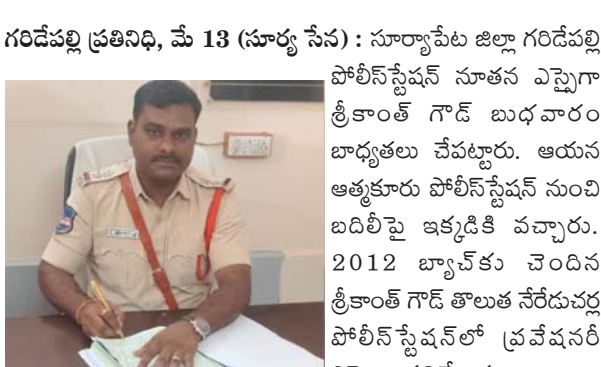 గరిడేపల్లి ప్రతినిధి, మే 13 (సూర్య సేన) : సూర్యాపేట జిల్లా గరిడేపల్లి
పోలీస్‌స్టేషన్ నూతన ఎస్సైగా
శ్రీకాంత్ గౌడ్ బుధవారం
బాధ్యతలు చేపట్టారు. ఆయన
ఆత్మకూరు పోలీస్‌స్టేషన్ నుంచి
బదిలీపై ఇక్కడికి వచ్చారు.
2012 బ్యాచ్‌కు చెందిన
శ్రీకాంత్ గౌడ్ తొలుత నేరేడుచర్ల
పోలీస్‌స్టేషన్‌లో ప్రవేషనరీ